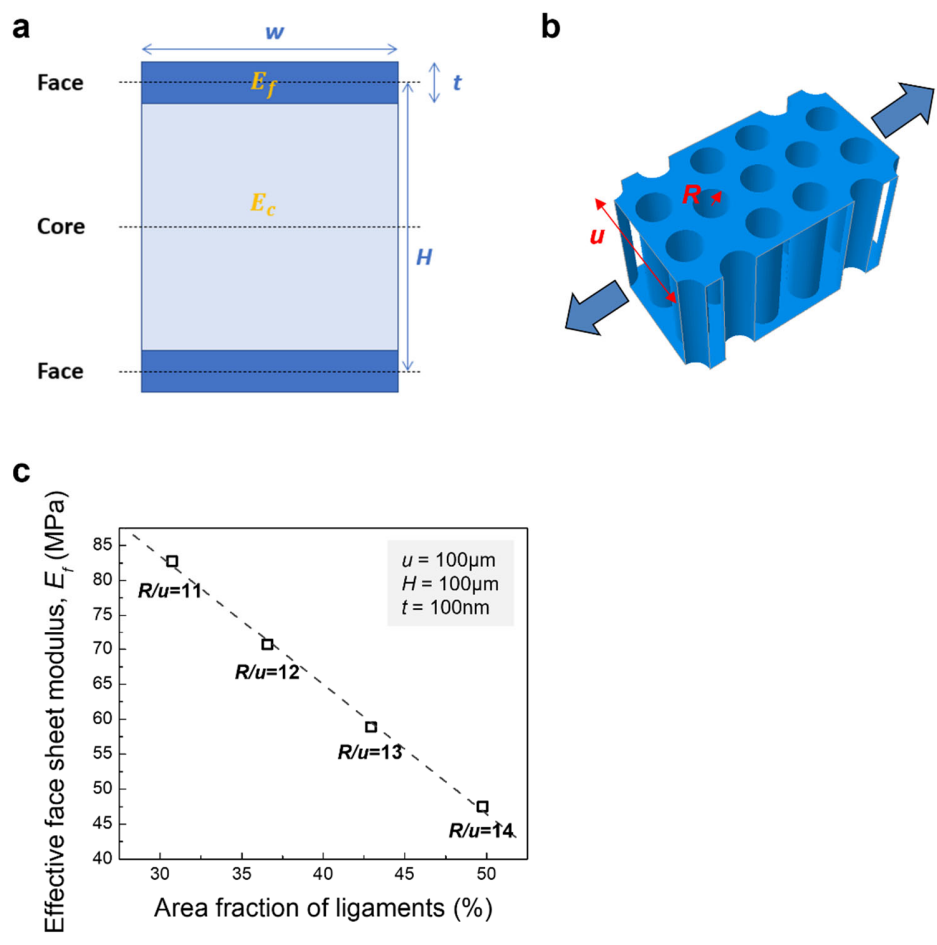 a
w
Face
E_f
t
Core
E_c
H
Face
b
R
u
c
Effective face sheet modulus, E_f (MPa)
85
80
75
70
65
60
55
50
45
40
u = 100μm
H = 100μm
t = 100nm
R/u=11
R/u=12
R/u=13
R/u=14
30 35 40 45 50
Area fraction of ligaments (%)